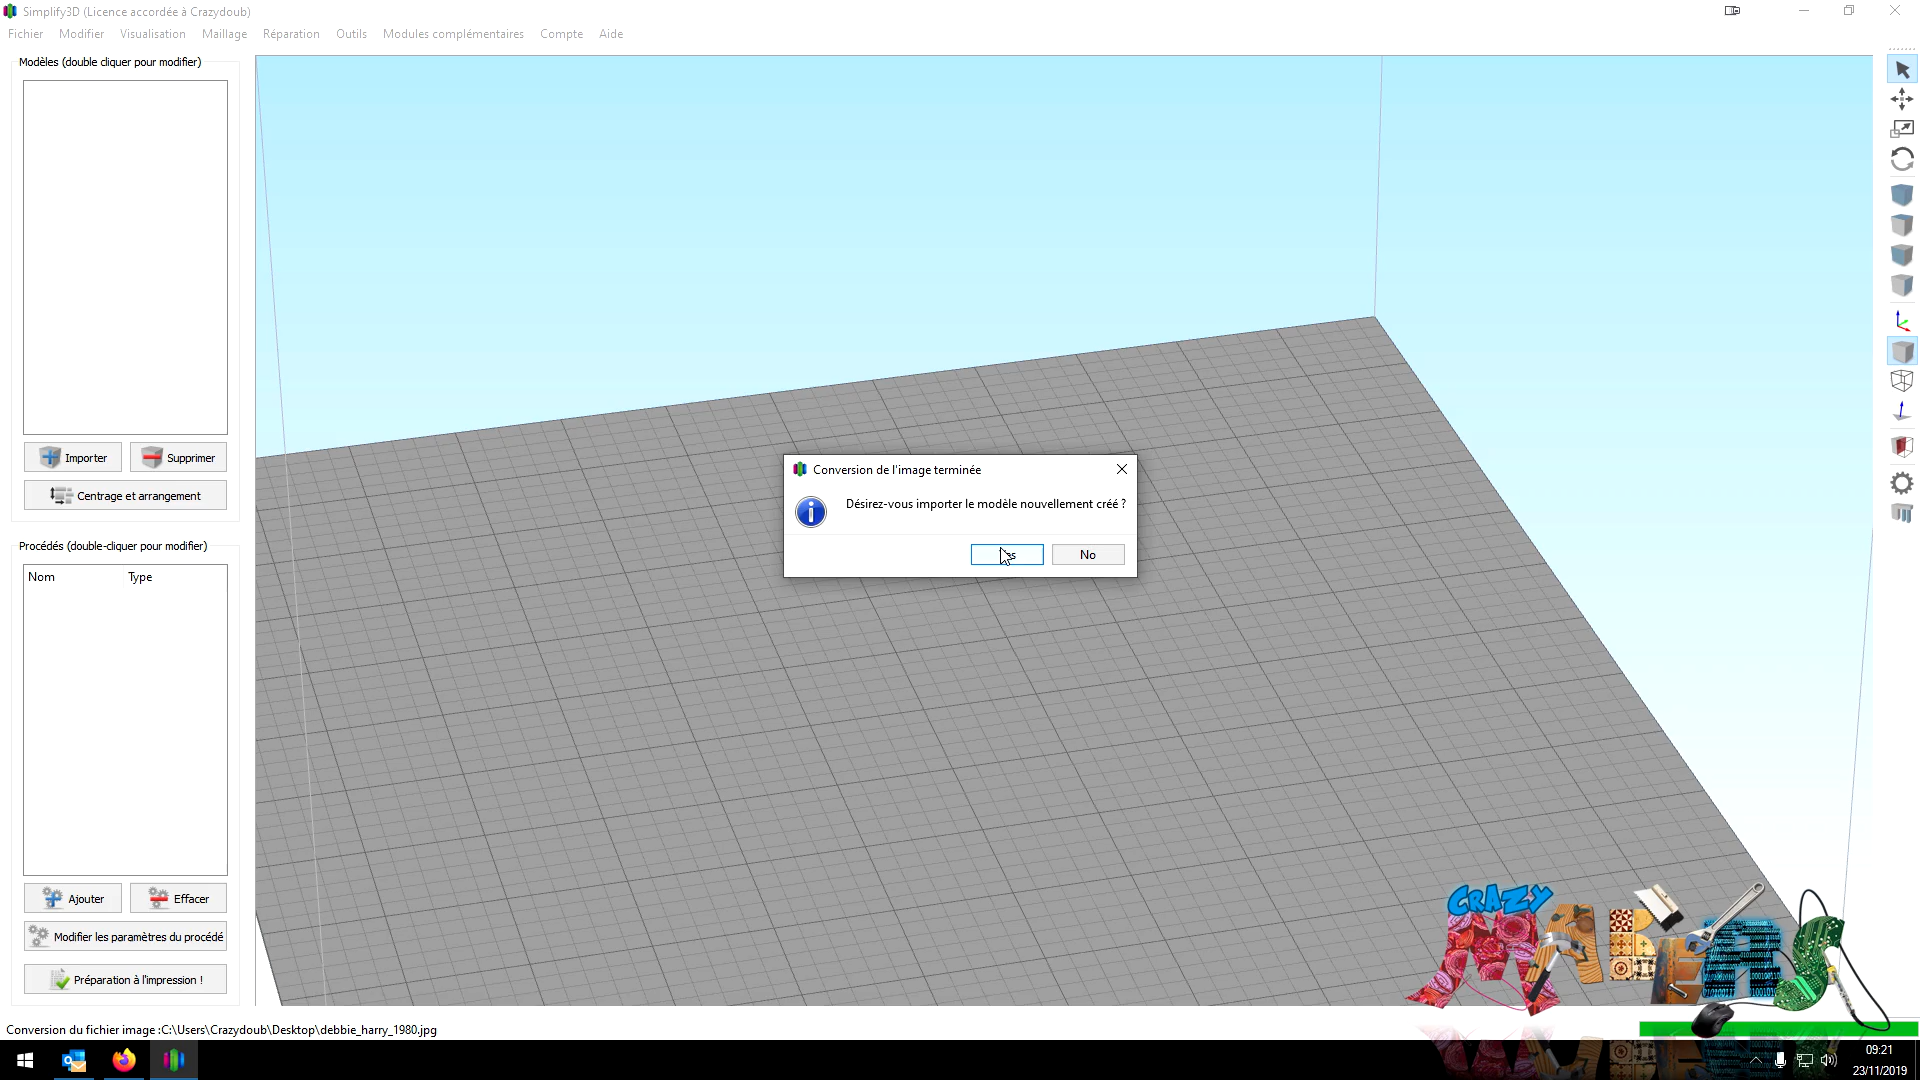 Simplify3D (Licence accordée à Crazydoub)
Fichier Modifier Visualisation Maillage Réparation Outils Modules complémentaires Compte Aide
Modèles (double cliquer pour modifier)
Importer Supprimer
Centrage et arrangement
Procédés (double-cliquer pour modifier)
Nom Type
Ajouter Effacer
Modifier les paramètres du procédé
Préparation à l'impression !
Conversion de l'image terminée
Désirez-vous importer le modèle nouvellement créé ?
No
CRAZY
MAKERS
Conversion du fichier image :C:\Users\Crazydoub\Desktop\debbie_harry_1980.jpg
09:21
23/11/2019